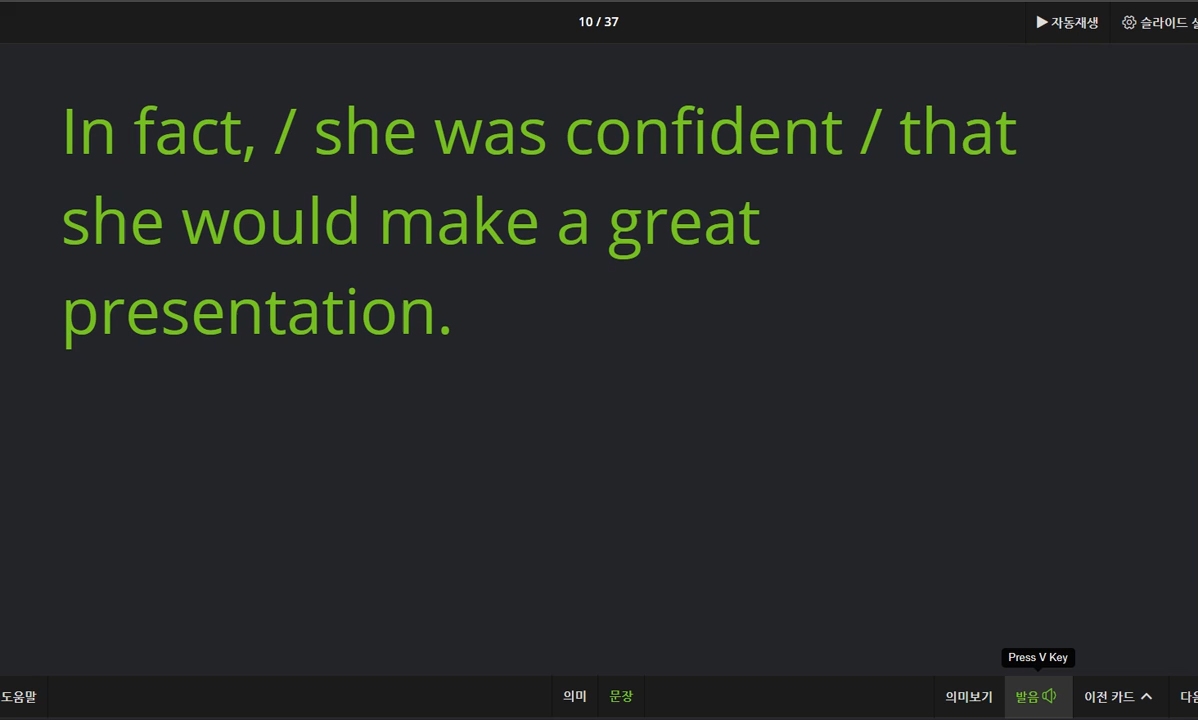 10 / 37
자동재생
슬라이드
In fact, / she was confident / that
she would make a great
presentation.
Press V Key
도움말
의미
문장
의미보기
발음
이전 카드